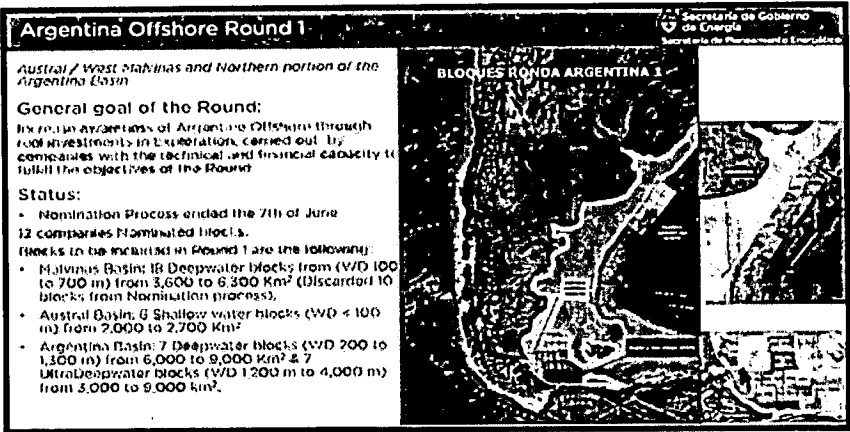 Argentina Offshore Round 1
Secretaría de Gobierno
de Energía
Secretaría de Planeamiento Energético
Austral / West Malvinas and Northern portion of the
Argentina Basin
BLOQUES RONDA ARGENTINA 1
General goal of the Round:
Increase awareness of Argentine Offshore through
real investments in Exploration, carried out by
companies with the technical and financial capacity to
fulfill the objectives of the Round
Status:
• Nomination Process ended the 7th of June
12 companies Nominated blocks.
Blocks to be included in Round 1 are the following:
• Malvinas Basin: 18 Deepwater blocks from (WD 100
to 700 m) from 3,600 to 6,300 Km² (Discarded 10
blocks from Nomination process).
• Austral Basin: 6 Shallow water blocks (WD < 100
m) from 2,000 to 2,700 Km²
• Argentina Basin: 7 Deepwater blocks (WD 200 to
1,300 m) from 6,000 to 9,000 Km² & 7
UltraDeepwater blocks (WD 1,200 m to 4,000 m)
from 3,000 to 9,000 km².